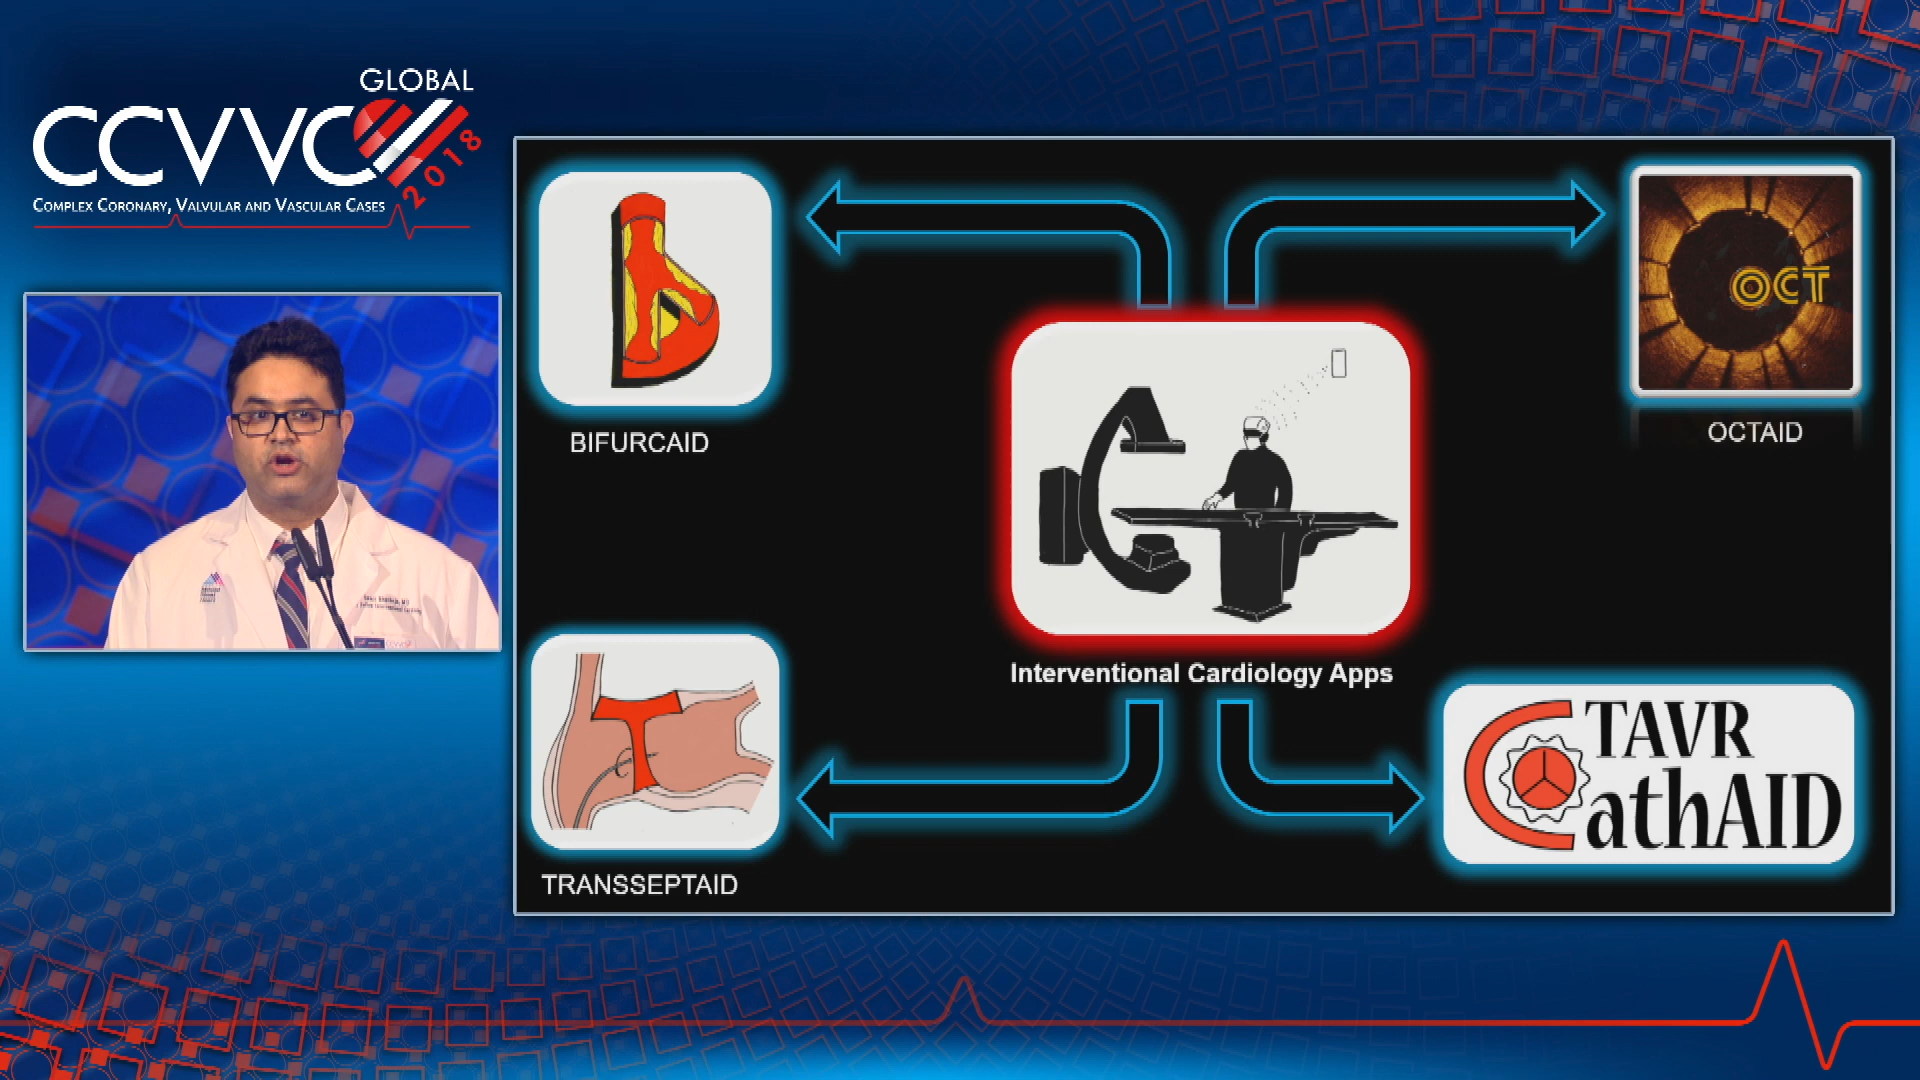 GLOBAL
CCVVC
2018
COMPLEX CORONARY, VALVULAR AND VASCULAR CASES
BIFURCAID
OCT
OCTAID
Interventional Cardiology Apps
TRANSSEPTAID
TAVR
CathAID